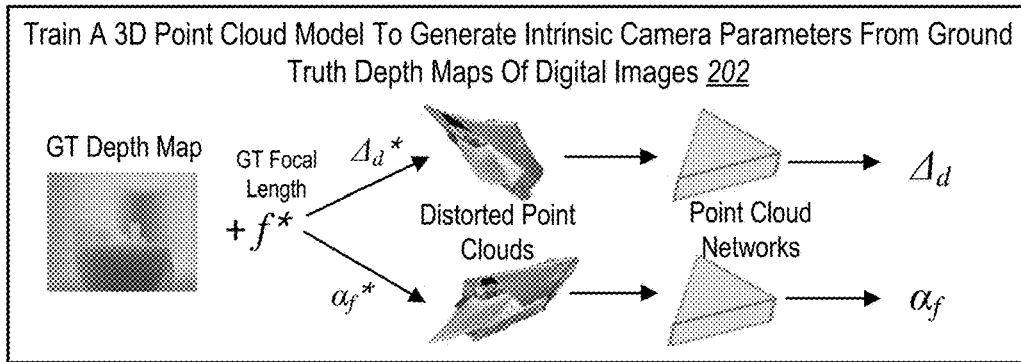 Train A 3D Point Cloud Model To Generate Intrinsic Camera Parameters From Ground
Truth Depth Maps Of Digital Images 202
GT Depth Map
GT Focal
Length
+ f*
Δd*
αf*
Distorted Point
Clouds
Point Cloud
Networks
Δd
αf